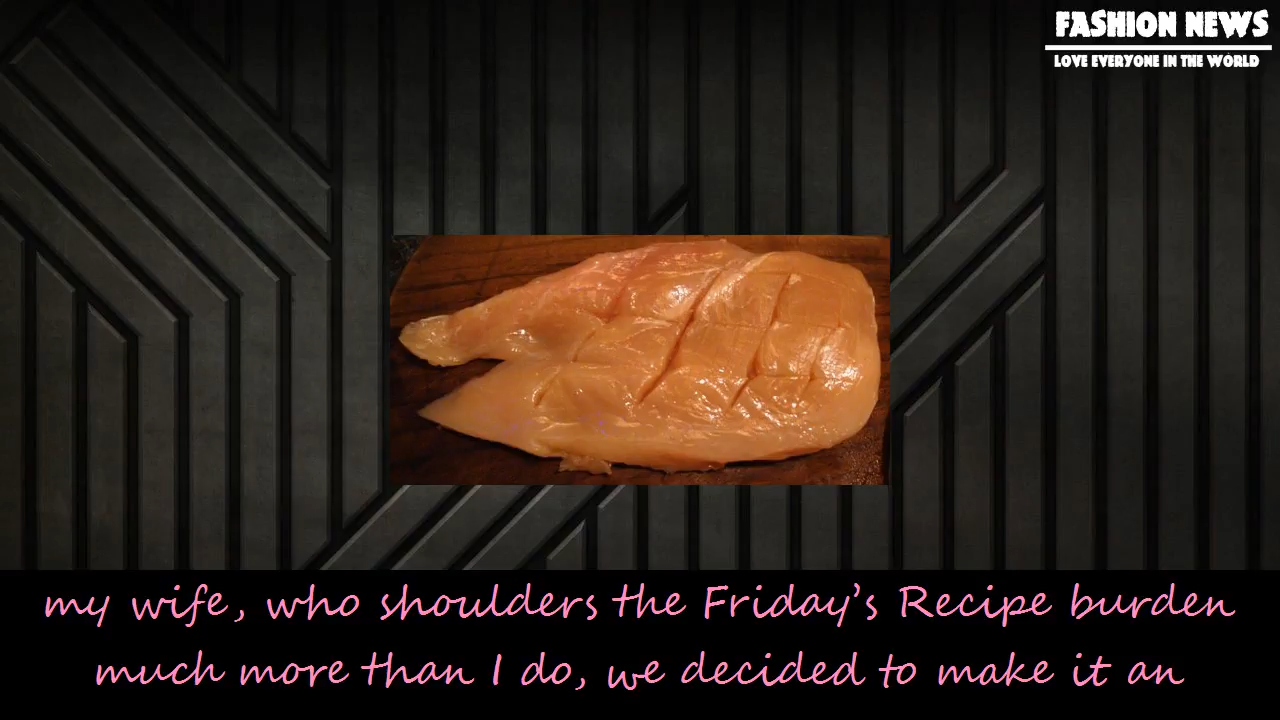 FASHION NEWS
LOVE EVERYONE IN THE WORLD
my wife, who shoulders the Friday's Recipe burden
much more than I do, we decided to make it an